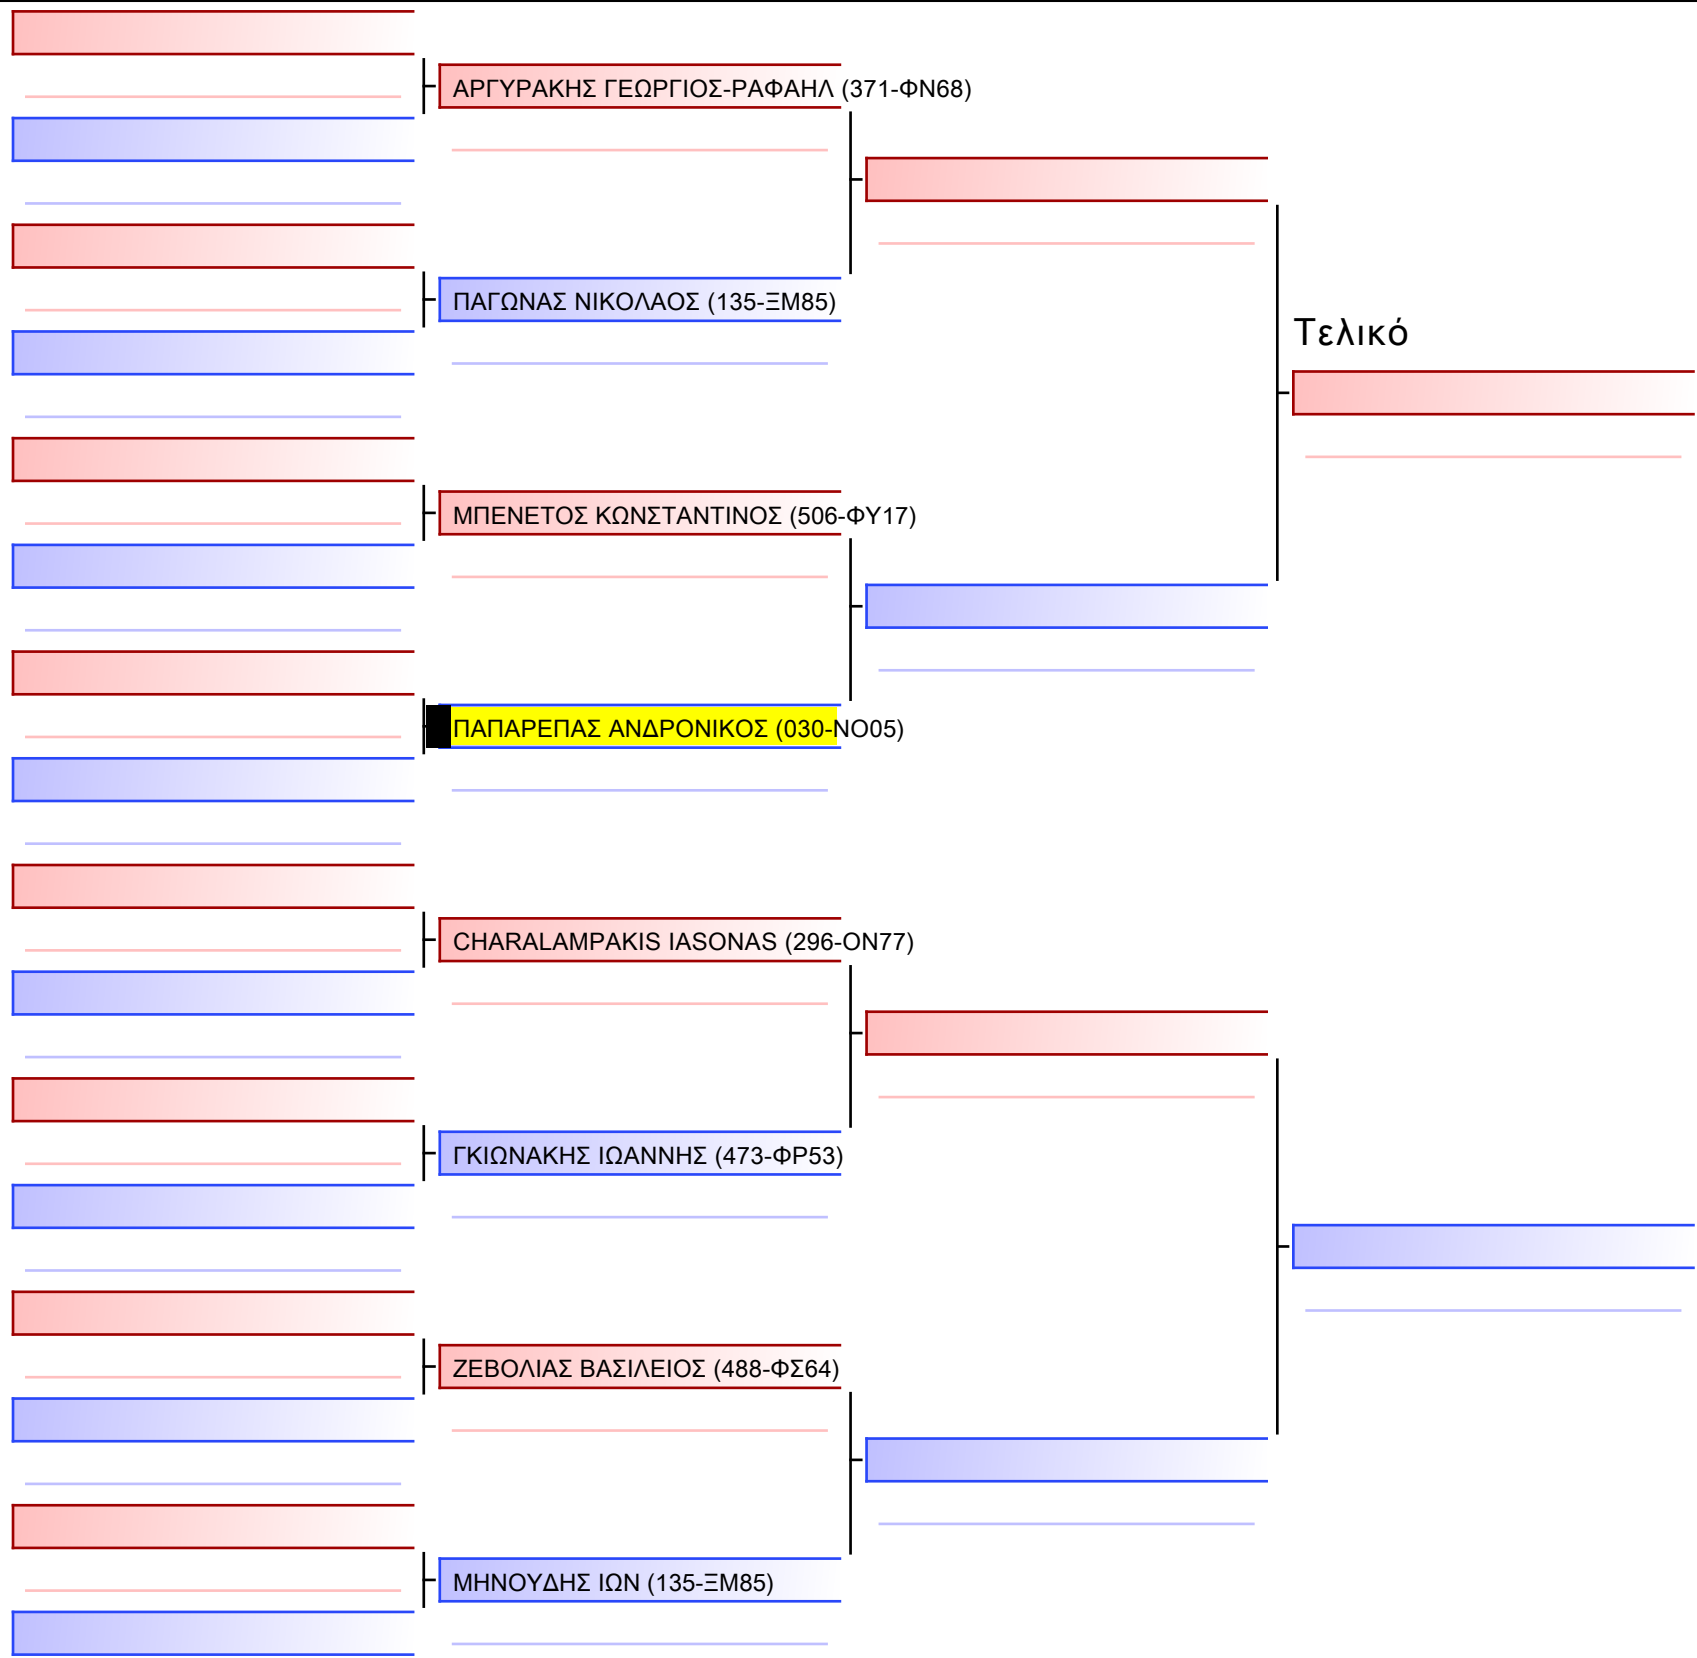 ΑΡΓΥΡΑΚΗΣ ΓΕΩΡΓΙΟΣ-ΡΑΦΑΗΛ (371-ΦΝ68)
ΠΑΓΩΝΑΣ ΝΙΚΟΛΑΟΣ (135-ΞΜ85)
Τελικό
ΜΠΕΝΕΤΟΣ ΚΩΝΣΤΑΝΤΙΝΟΣ (506-ΦΥ17)
ΠΑΠΑΡΕΠΑΣ ΑΝΔΡΟΝΙΚΟΣ (030-ΝΟ05)
CHARALAMPAKIS IASONAS (296-ΟΝ77)
ΓΚΙΩΝΑΚΗΣ ΙΩΑΝΝΗΣ (473-ΦΡ53)
ΖΕΒΟΛΙΑΣ ΒΑΣΙΛΕΙΟΣ (488-ΦΣ64)
ΜΗΝΟΥΔΗΣ ΙΩΝ (135-ΞΜ85)